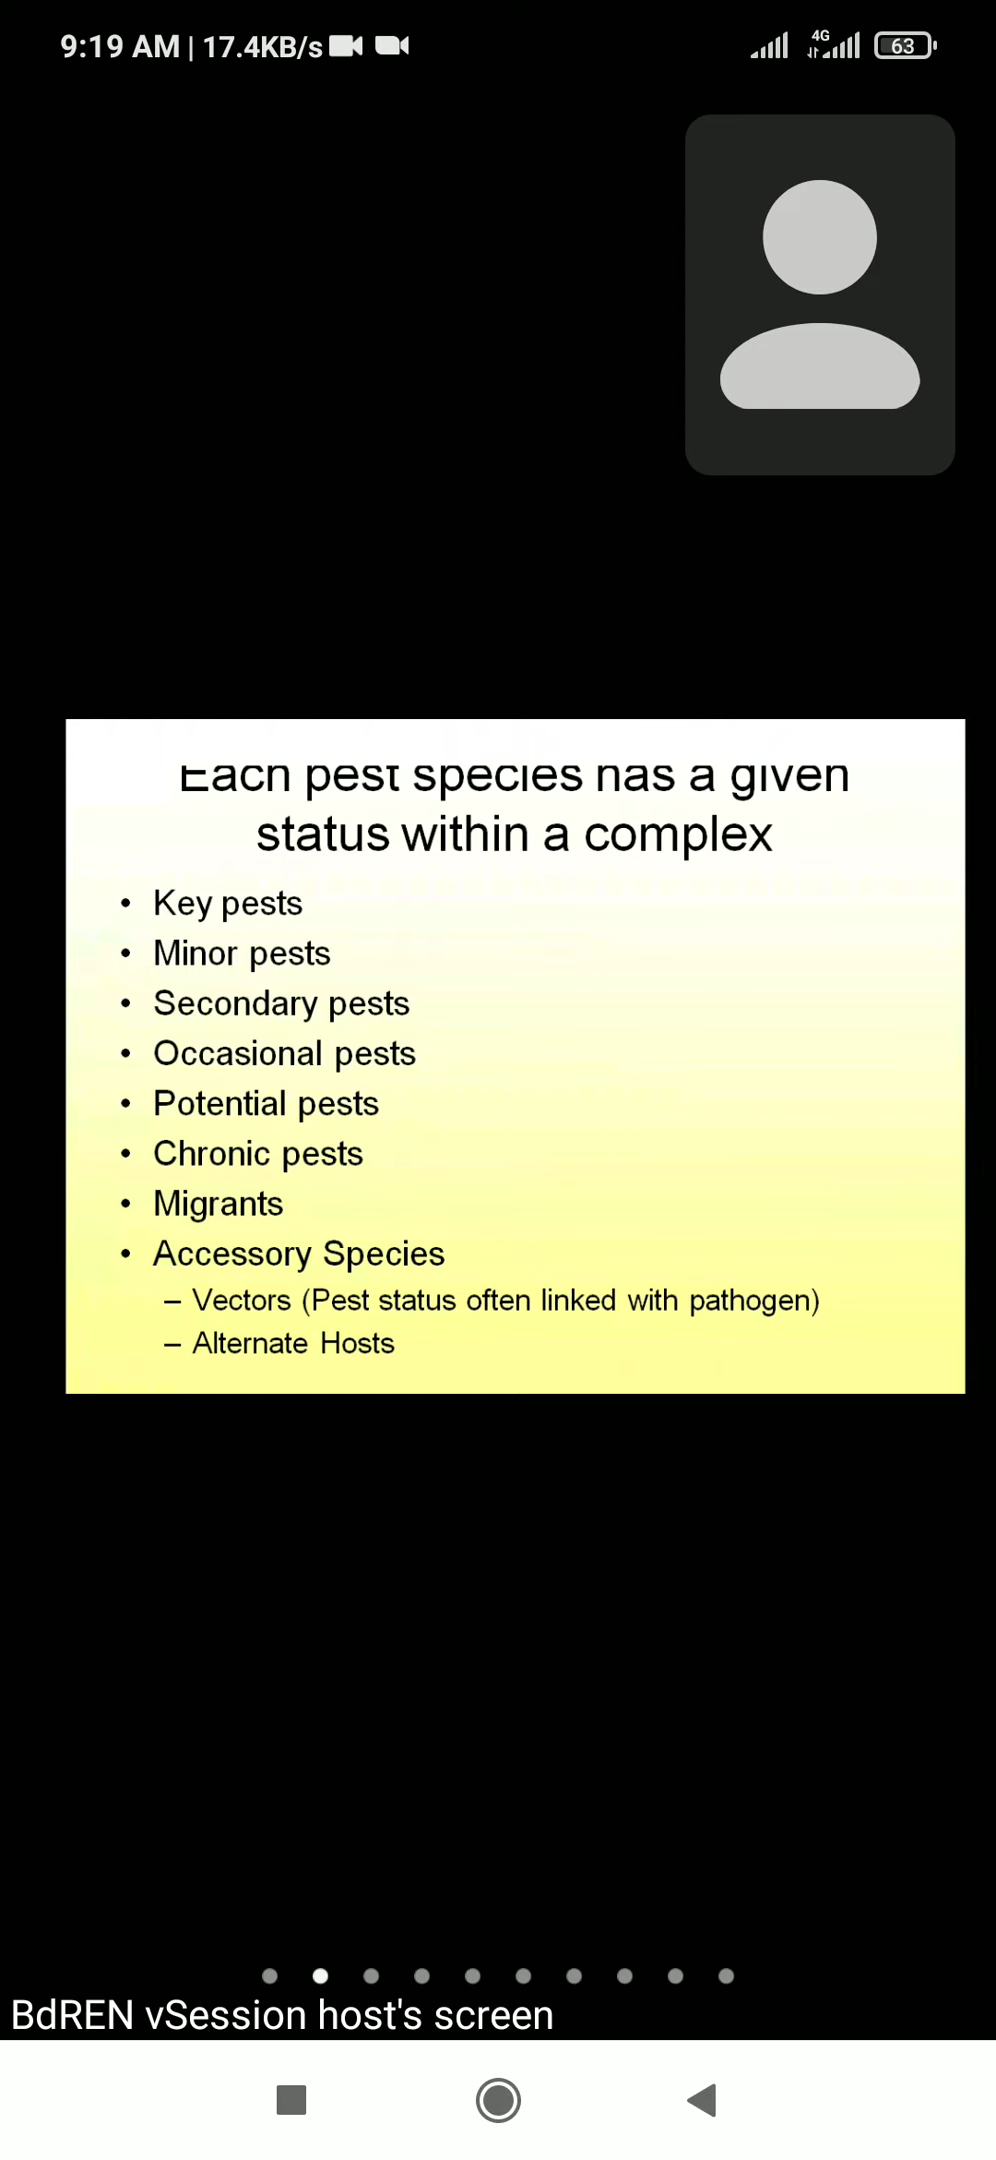 9:19 AM | 17.4KB/s
4G
63
Each pest species has a given
status within a complex
• Key pests
• Minor pests
• Secondary pests
• Occasional pests
• Potential pests
• Chronic pests
• Migrants
• Accessory Species
– Vectors (Pest status often linked with pathogen)
– Alternate Hosts
BdREN vSession host's screen